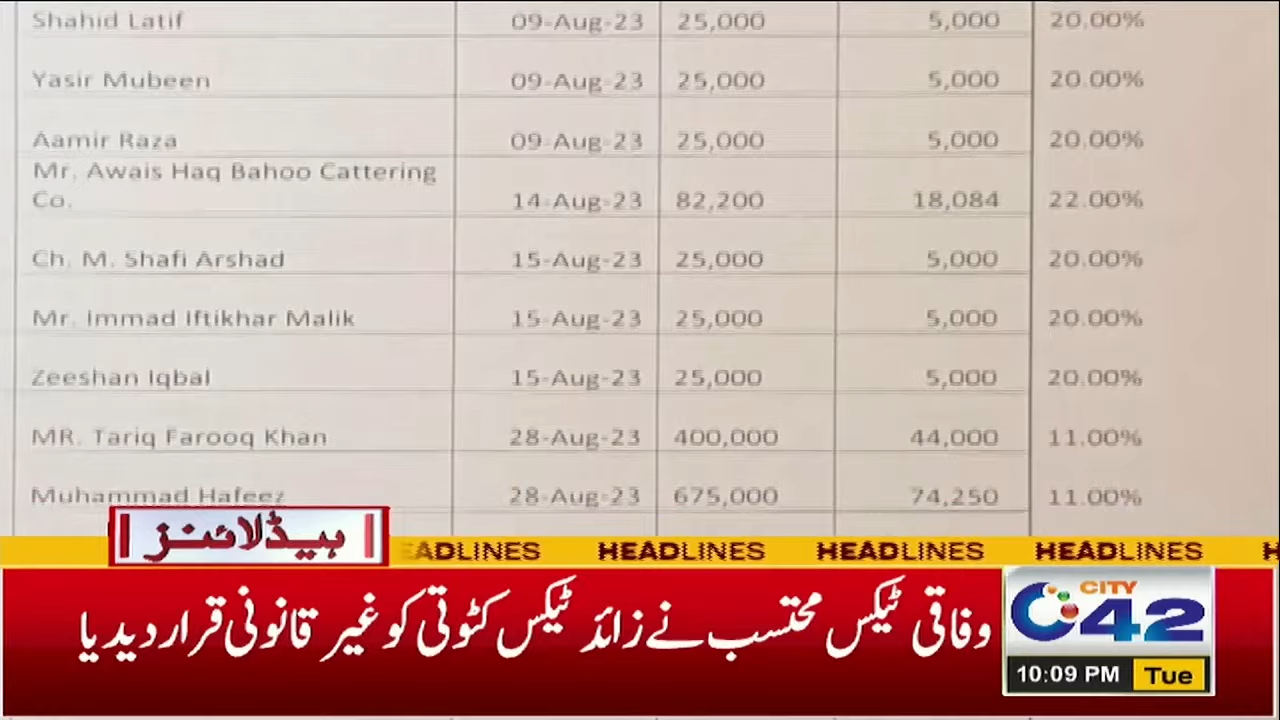 Shahid Latif 09-Aug-23 25,000 5,000 20.00%
Yasir Mubeen 09-Aug-23 25,000 5,000 20.00%
Aamir Raza 09-Aug-23 25,000 5,000 20.00%
Mr. Awais Haq Bahoo Cattering
Co. 14-Aug-23 82,200 18,084 22.00%
Ch. M. Shafi Arshad 15-Aug-23 25,000 5,000 20.00%
Mr. Immad Iftikhar Malik 15-Aug-23 25,000 5,000 20.00%
Zeeshan Iqbal 15-Aug-23 25,000 5,000 20.00%
MR. Tariq Farooq Khan 28-Aug-23 400,000 44,000 11.00%
Muhammad Hafeez 28-Aug-23 675,000 74,250 11.00%
ہیڈلائنز
EADLINES HEADLINES HEADLINES HEADLINES H
وفاقی ٹیکس محتسب نے زائد ٹیکس کٹوتی کو غیر قانونی قرار دیدیا
CITY
42
10:09 PM Tue